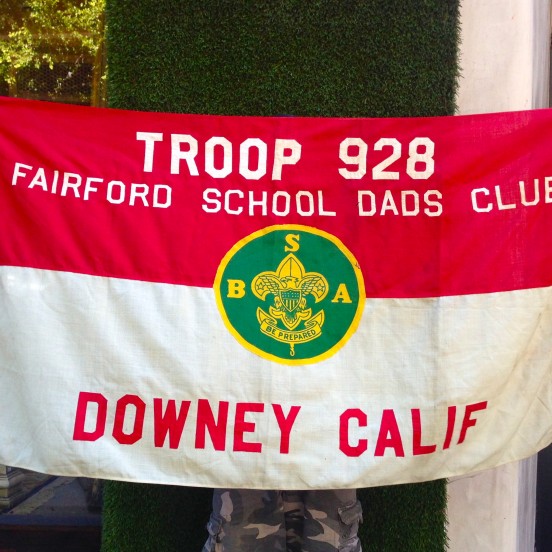 TROOP 928
FAIRFORD SCHOOL DADS CLUB
S
B A
BE PREPARED
DOWNEY CALIF